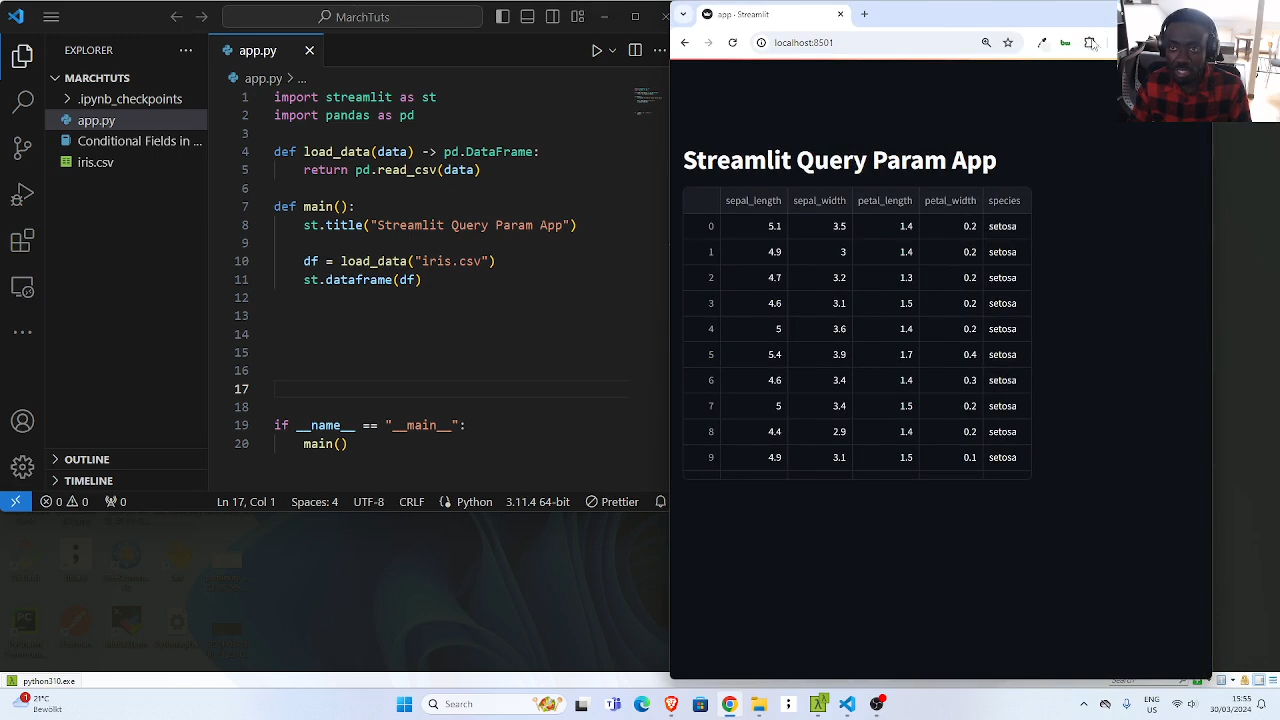 MarchTuts
EXPLORER
MARCHTUTS
.ipynb_checkpoints
app.py
Conditional Fields in ...
iris.csv
OUTLINE
TIMELINE
app.py
app.py > ...
1 import streamlit as st
2 import pandas as pd
3
4 def load_data(data) -> pd.DataFrame:
5 return pd.read_csv(data)
6
7 def main():
8 st.title("Streamlit Query Param App")
9
10 df = load_data("iris.csv")
11 st.dataframe(df)
12
13
14
15
16
17
18
19 if __name__ == "__main__":
20 main()
0 0 0 Ln 17, Col 1 Spaces: 4 UTF-8 CRLF Python 3.11.4 64-bit Prettier
app · Streamlit
localhost:8501
Streamlit Query Param App
sepal_length sepal_width petal_length petal_width species
0 5.1 3.5 1.4 0.2 setosa
1 4.9 3 1.4 0.2 setosa
2 4.7 3.2 1.3 0.2 setosa
3 4.6 3.1 1.5 0.2 setosa
4 5 3.6 1.4 0.2 setosa
5 5.4 3.9 1.7 0.4 setosa
6 4.6 3.4 1.4 0.3 setosa
7 5 3.4 1.5 0.2 setosa
8 4.4 2.9 1.4 0.2 setosa
9 4.9 3.1 1.5 0.1 setosa
python310.exe
Search
21°C
Bewolkt
Search
ENG
US
15:55
30/03/2024